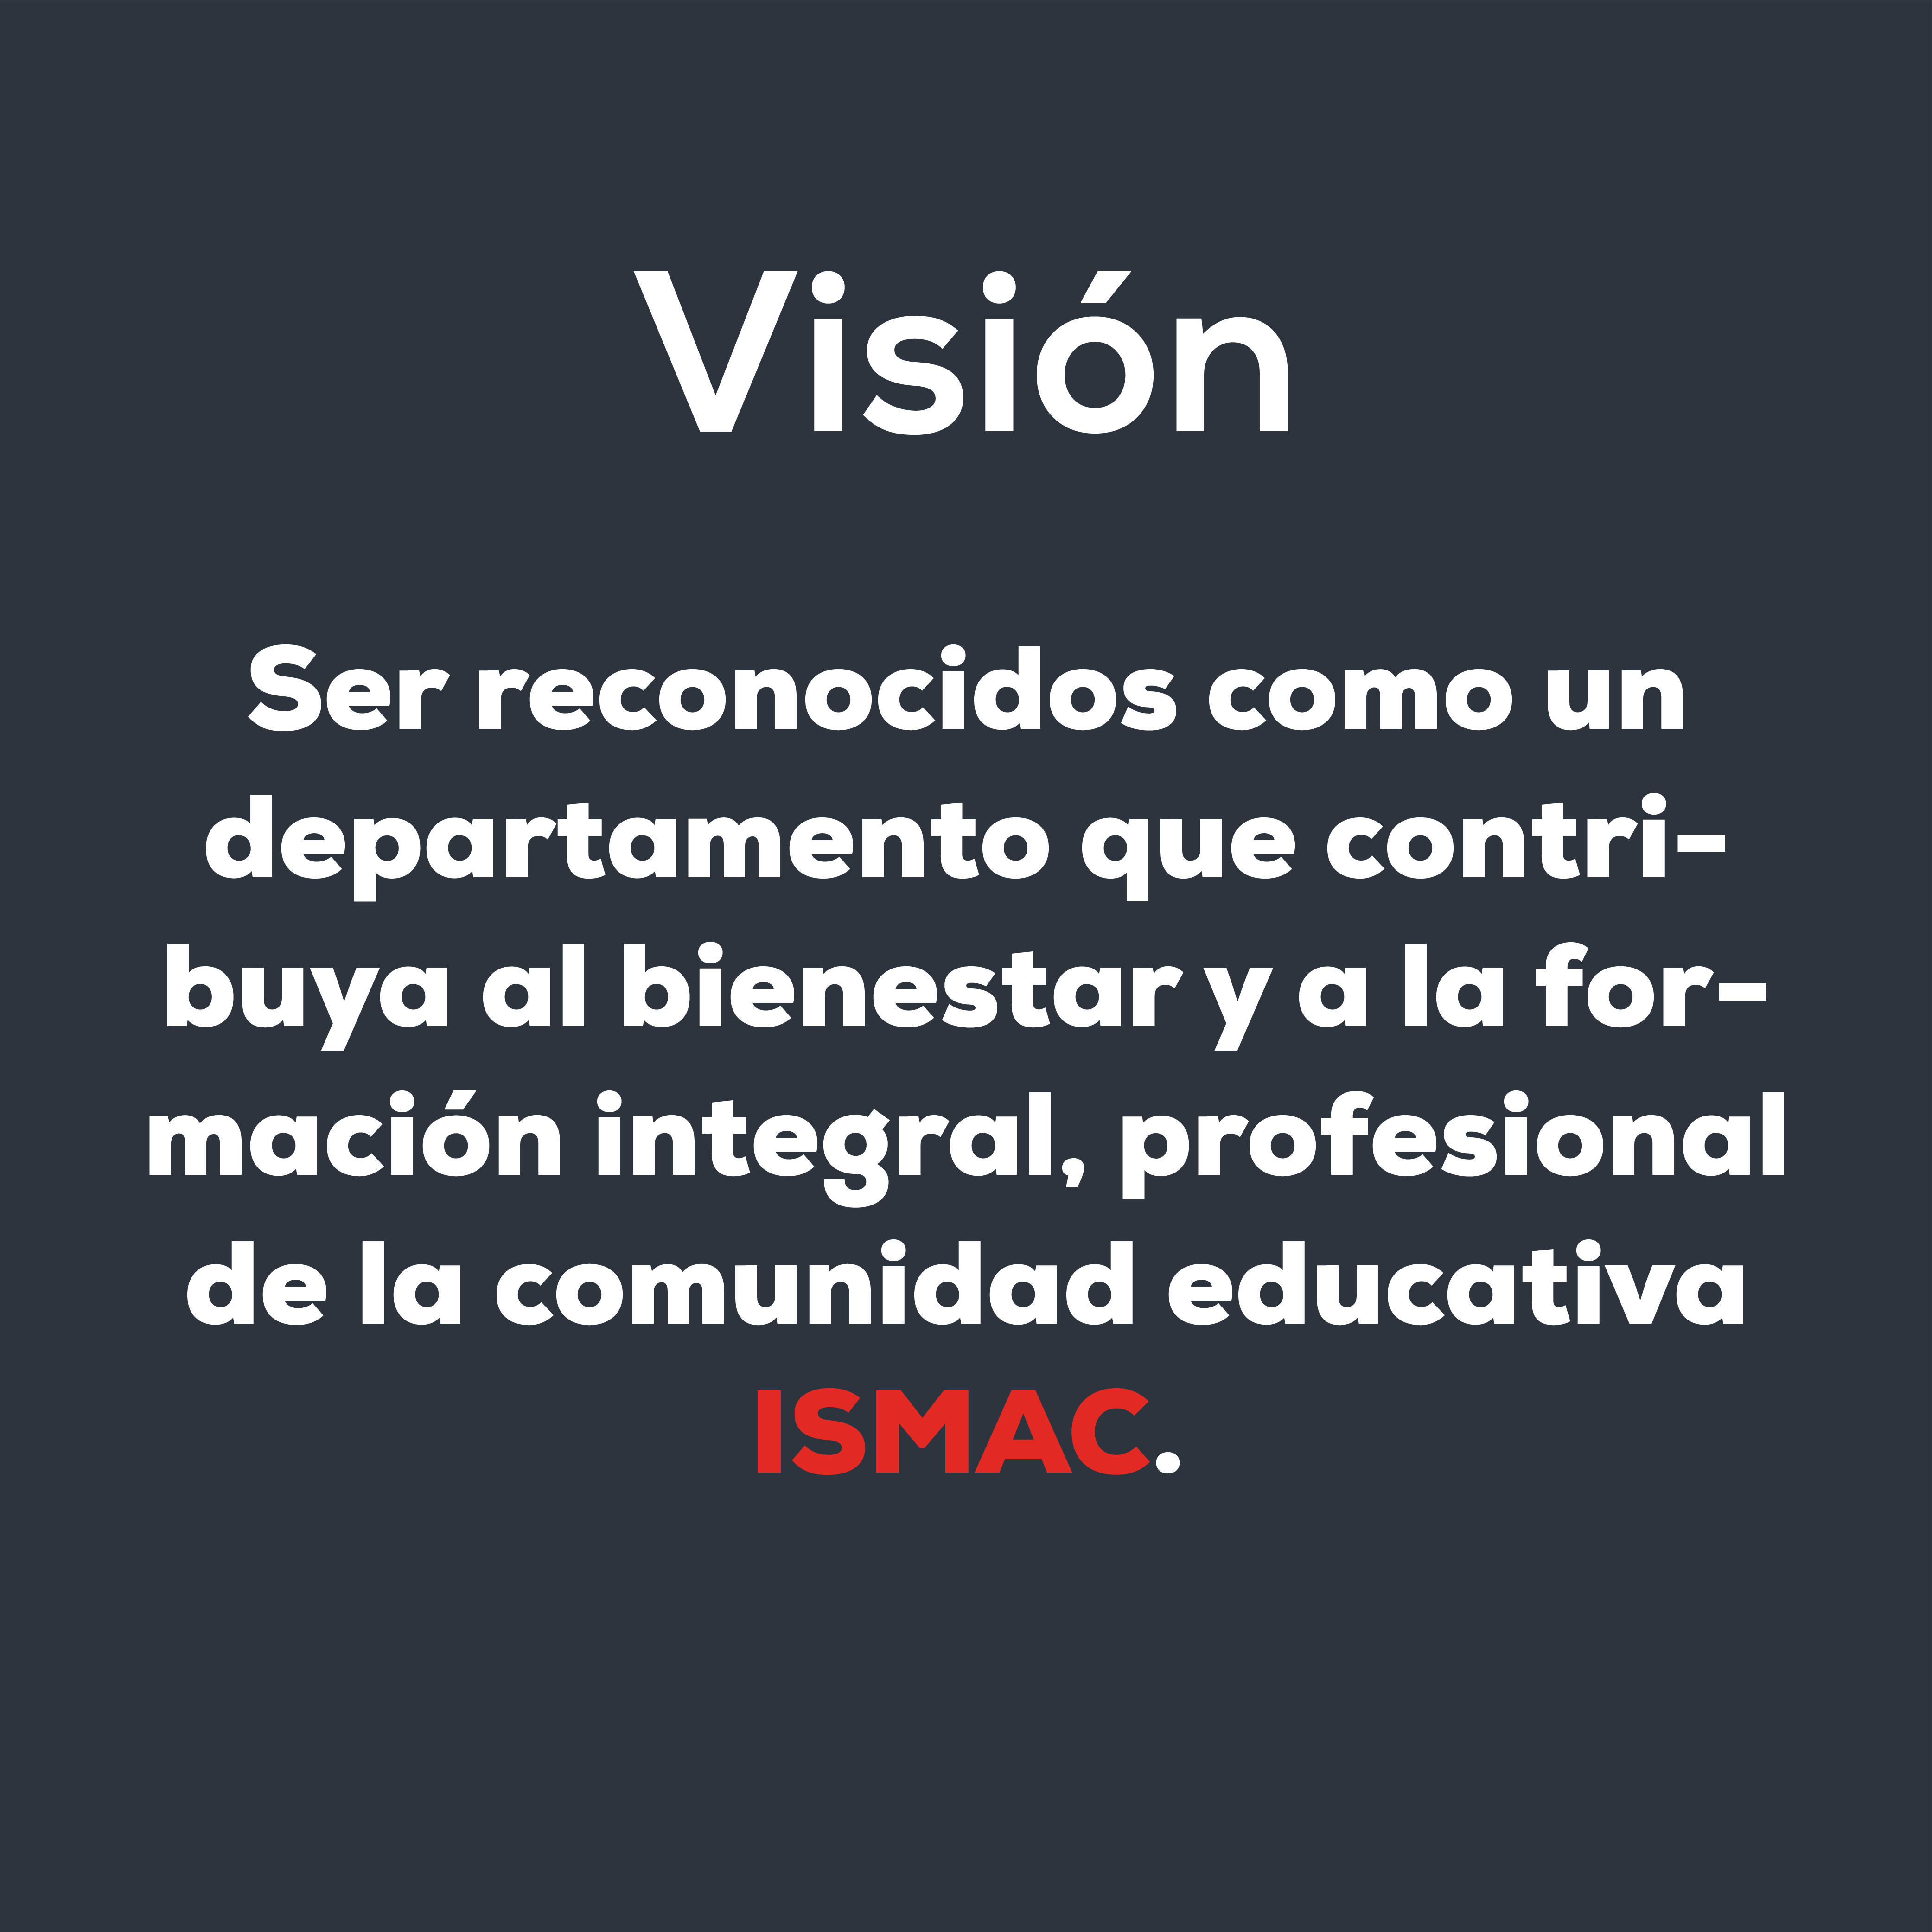 Visión
Ser reconocidos como un
departamento que contri-
buya al bienestar y a la for-
mación integral, profesional
de la comunidad educativa
ISMAC.